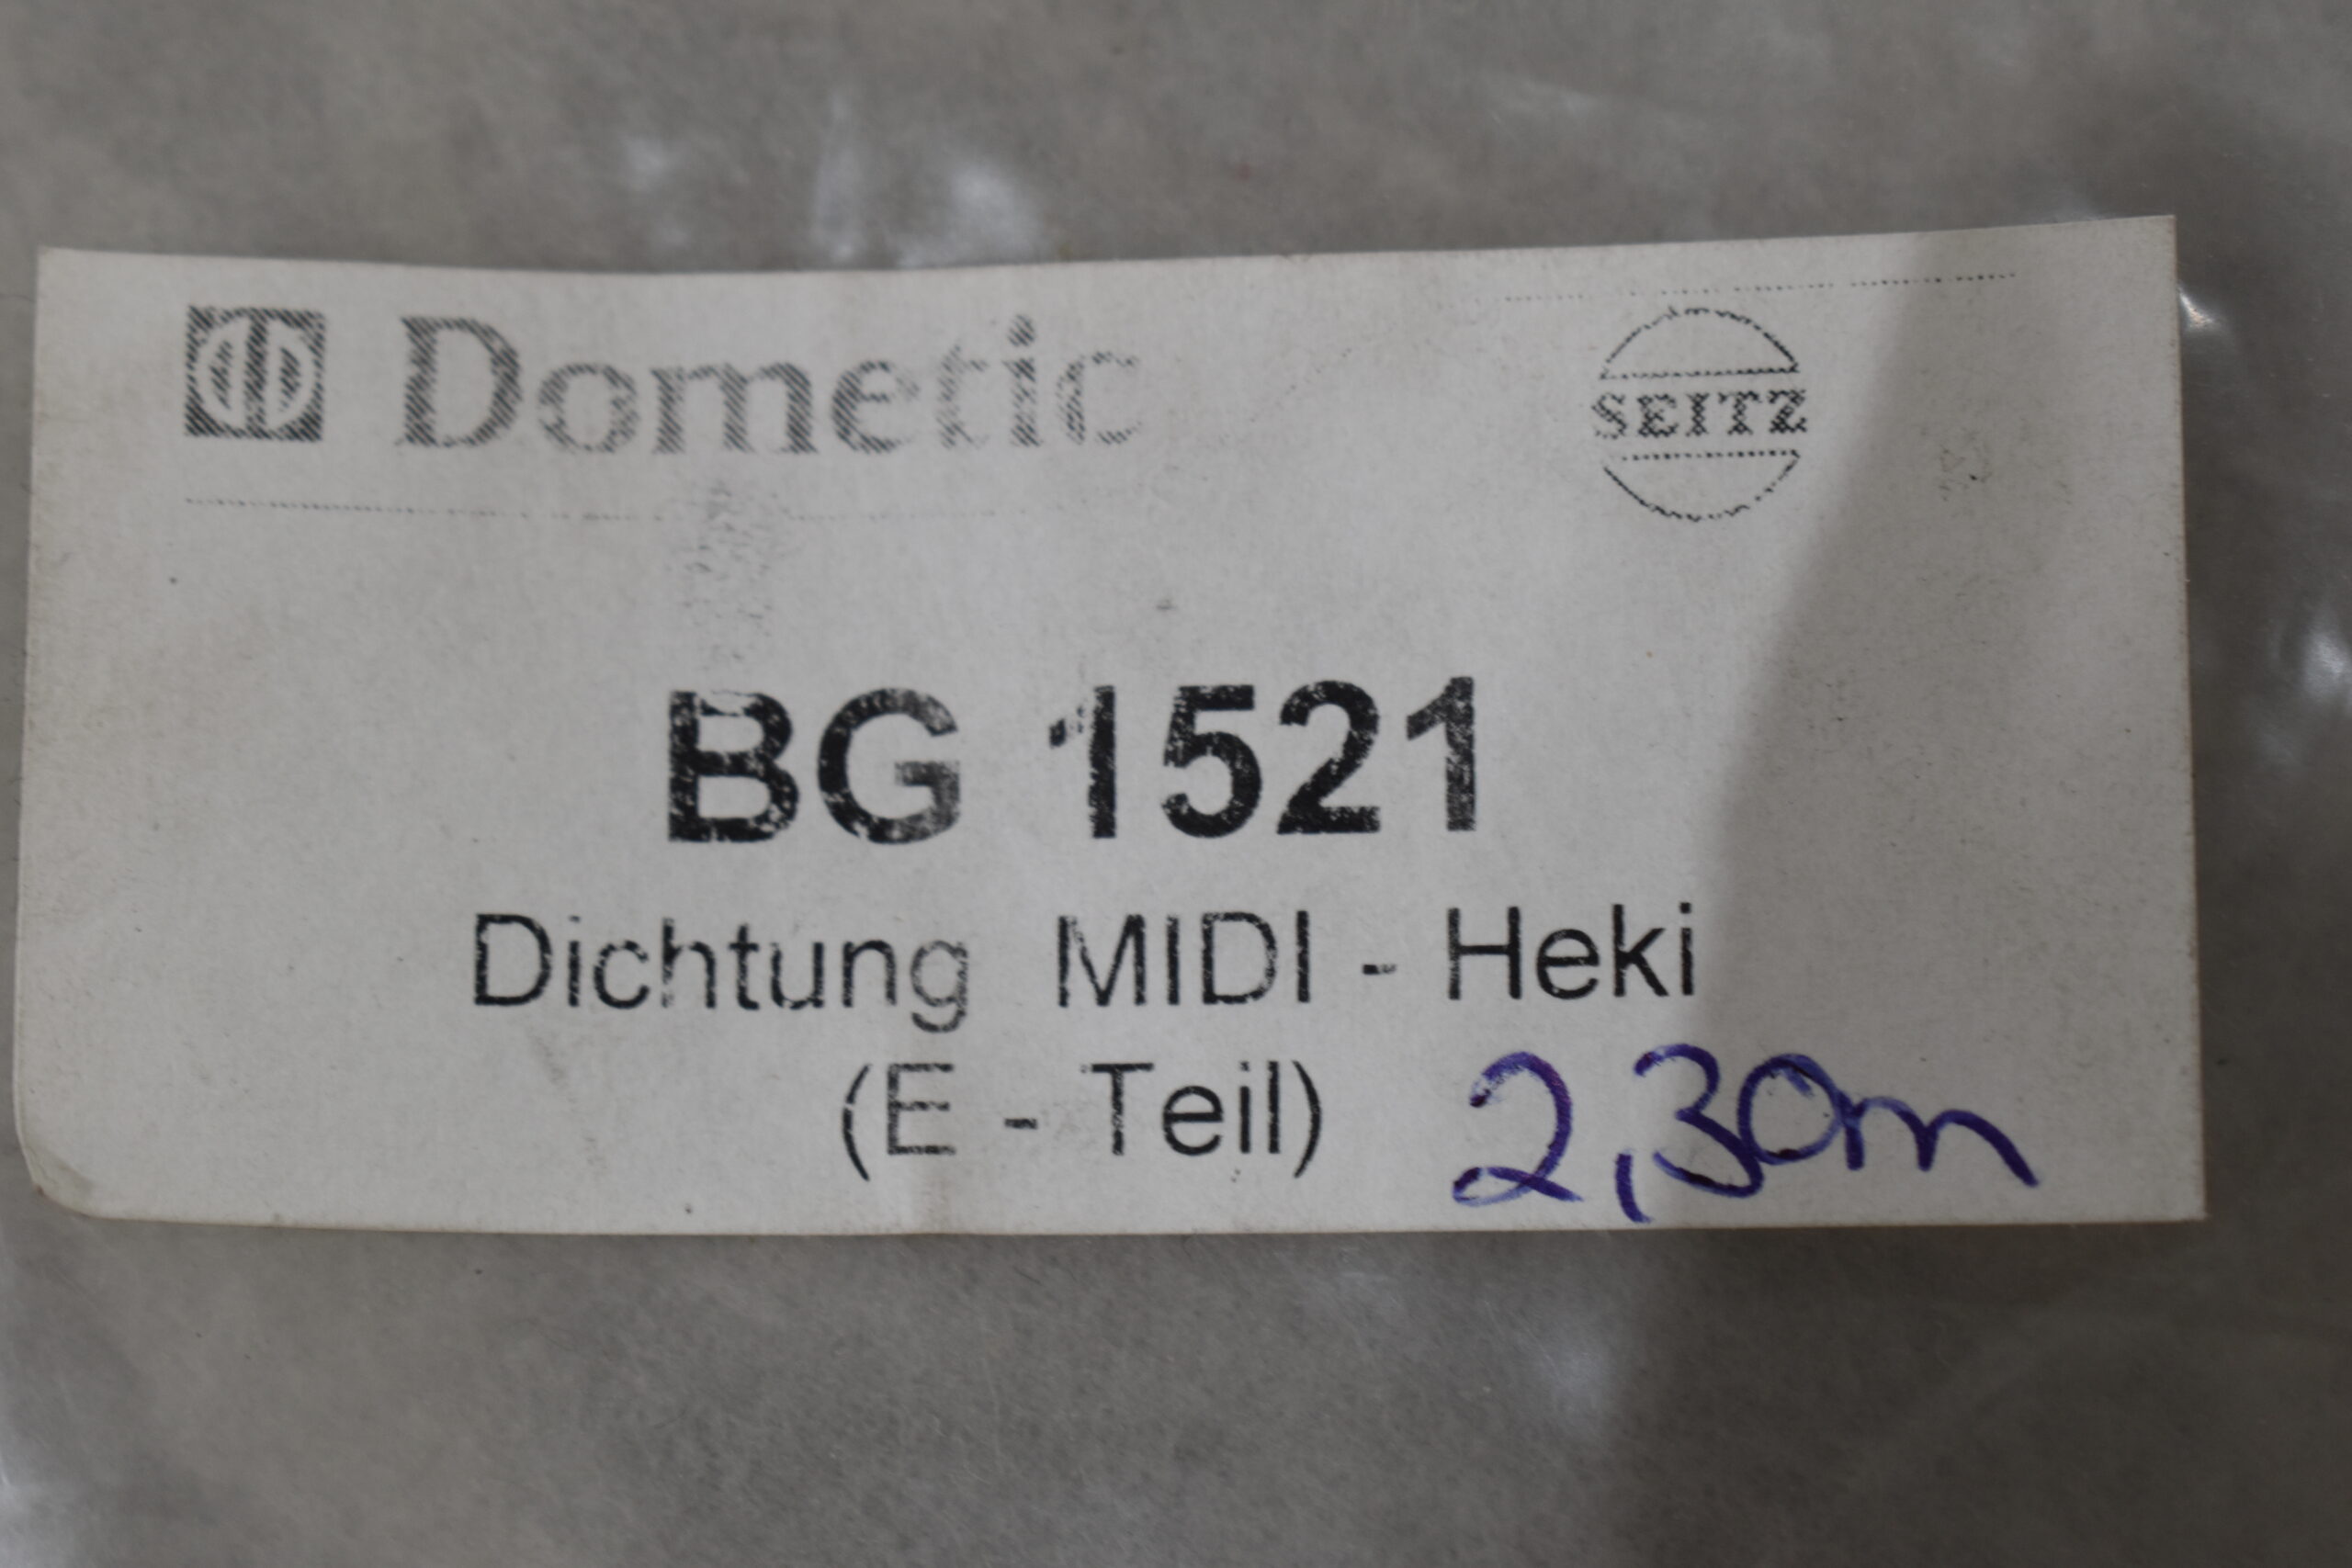 Dometic
SEITZ
BG 1521
Dichtung MIDI - Heki
(E - Teil) 2,30m